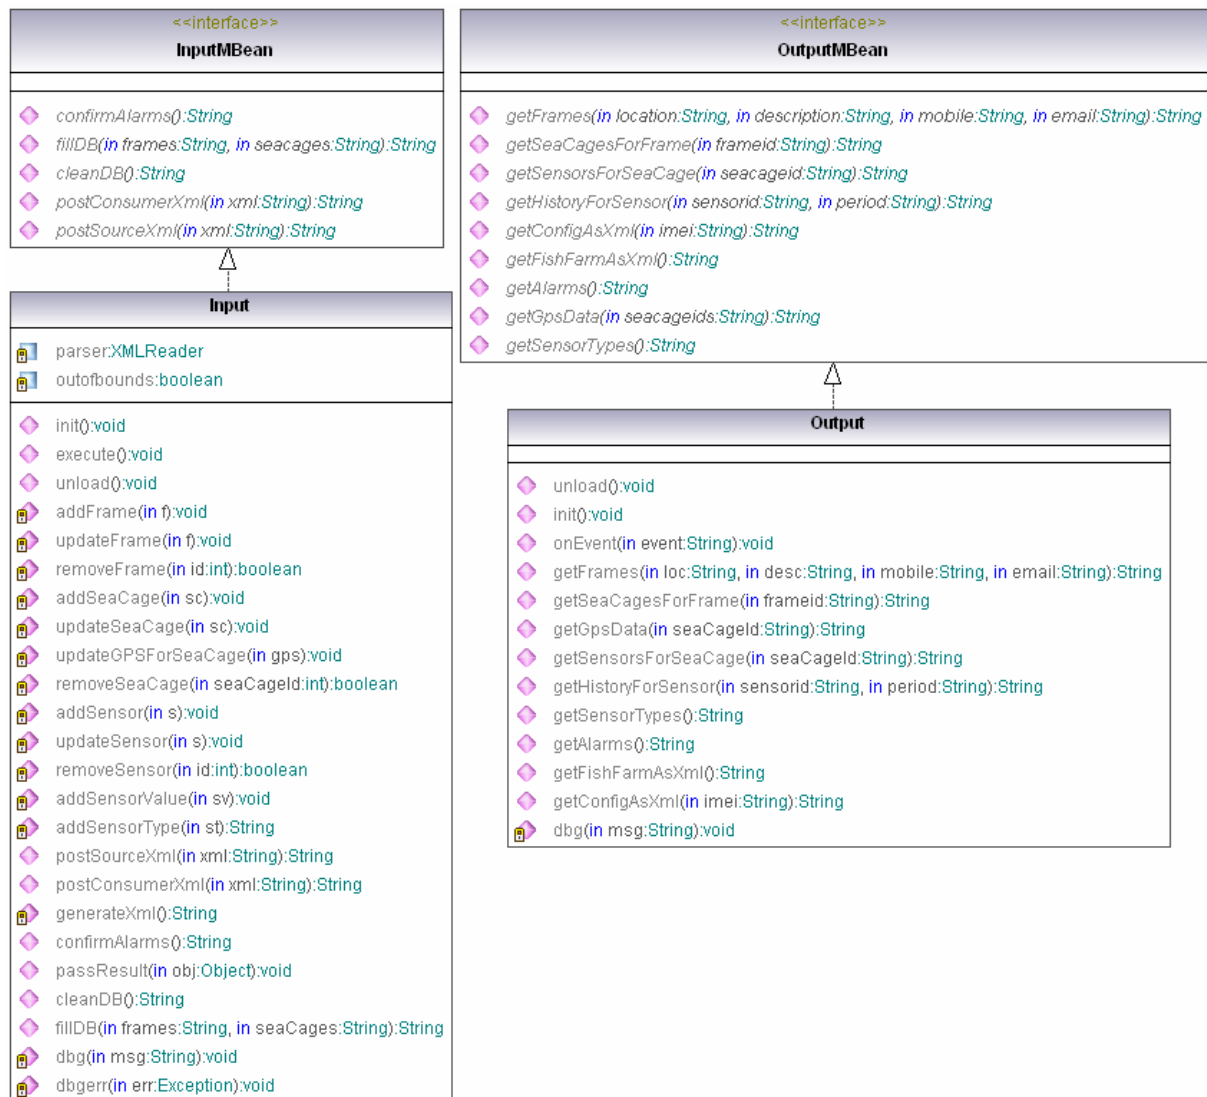 <<interface>>
InputMBean
confirmAlarms():String
fillDB(in frames:String, in seacages:String):String
cleanDB():String
postConsumerXml(in xml:String):String
postSourceXml(in xml:String):String
Input
parser:XMLReader
outofbounds:boolean
init():void
execute():void
unload():void
addFrame(in f):void
updateFrame(in f):void
removeFrame(in id:int):boolean
addSeaCage(in sc):void
updateSeaCage(in sc):void
updateGPSForSeaCage(in gps):void
removeSeaCage(in seaCageId:int):boolean
addSensor(in s):void
updateSensor(in s):void
removeSensor(in id:int):boolean
addSensorValue(in sv):void
addSensorType(in st):String
postSourceXml(in xml:String):String
postConsumerXml(in xml:String):String
generateXml():String
confirmAlarms():String
passResult(in obj:Object):void
cleanDB():String
fillDB(in frames:String, in seaCages:String):String
dbg(in msg:String):void
dbgerr(in err:Exception):void
<<interface>>
OutputMBean
getFrames(in location:String, in description:String, in mobile:String, in email:String):String
getSeaCagesForFrame(in frameid:String):String
getSensorsForSeaCage(in seacageid:String):String
getHistoryForSensor(in sensorid:String, in period:String):String
getConfigAsXml(in imei:String):String
getFishFarmAsXml():String
getAlarms():String
getGpsData(in seacageids:String):String
getSensorTypes():String
Output
unload():void
init():void
onEvent(in event:String):void
getFrames(in loc:String, in desc:String, in mobile:String, in email:String):String
getSeaCagesForFrame(in frameid:String):String
getGpsData(in seaCageId:String):String
getSensorsForSeaCage(in seaCageId:String):String
getHistoryForSensor(in sensorid:String, in period:String):String
getSensorTypes():String
getAlarms():String
getFishFarmAsXml():String
getConfigAsXml(in imei:String):String
dbg(in msg:String):void